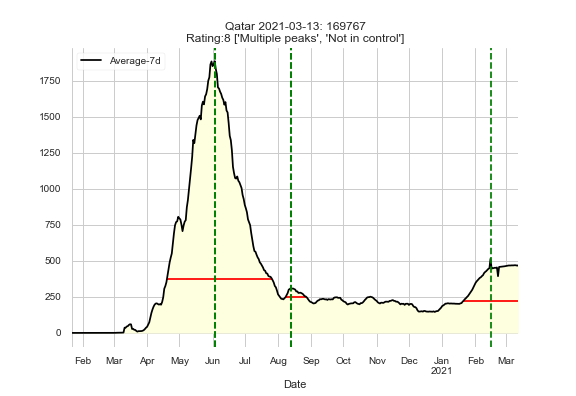 Qatar 2021-03-13: 169767
Rating:8 ['Multiple peaks', 'Not in control']
Average-7d
1750
1500
1250
1000
750
500
250
0
Feb Mar Apr May Jun Jul Aug Sep Oct Nov Dec Jan Feb Mar
2021
Date